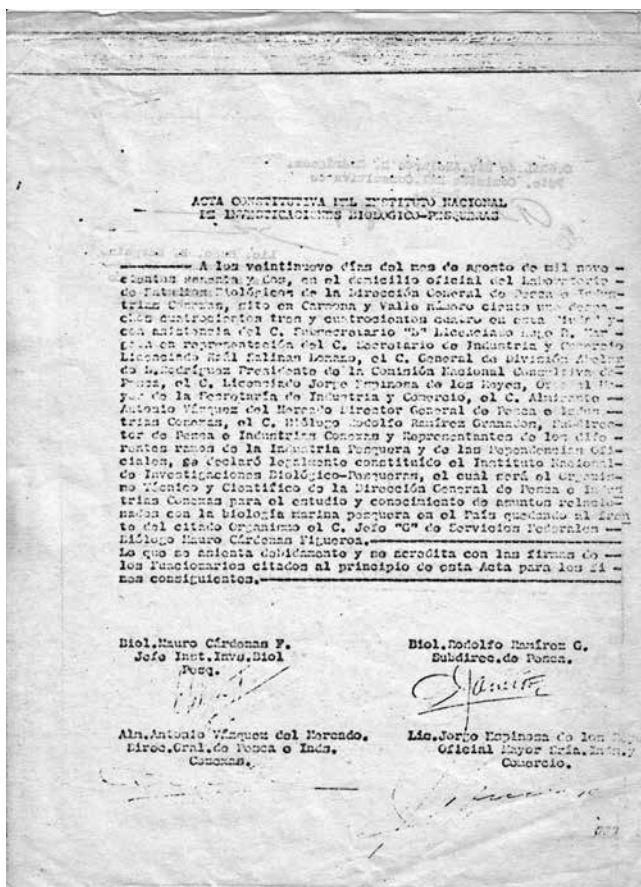 ACTA CONSTITUTIVA DEL INSTITUTO NACIONAL
DE INVESTIGACIONES BIOLOGICO-PESQUERAS
A los veintinueve días del mes de agosto de mil nove -
cientos sesenta y dos, en el domicilio oficial del Laboratorio
de Estudios Biológicos de la Dirección General de Pesca e Indus-
trias Conexas, sito en Carmona y Valle número ciento uno
cuatrocientos tres y cuatrocientos cuatro en esta
con asistencia del C. Subsecretario "B" Licenciado Hugo B. Mar -
en representación del C. Secretario de Industria y Comercio
Licenciado Raúl Salinas Lozano, el C. General de División Abelar
do L.Rodríguez Presidente de la Comisión Nacional Consultiva de
Pesca, el C. Licenciado Jorge Espinosa de los Reyes, Oficial Ma-
yor de la Secretaría de Industria y Comercio, el C. Almirante
Antonio Vázquez del Mercado Director General de Pesca e Indus -
trias Conexas, el C. Biólogo Rodolfo Ramírez Granados, Subdirec-
tor de Pesca e Industrias Conexas y Representantes de los dife -
rentes ramos de la Industria Pesquera y de las Dependencias Ofi-
ciales, se declaró legalmente constituído el Instituto Nacional-
de Investigaciones Biológico-Pesqueras, el cual será el Organis-
mo Técnico y Científico de la Dirección General de Pesca e Indus
trias Conexas para el estudio y conocimiento de asuntos relacio-
nados con la biología marina pesquera en el País quedando al fren
te del citado Organismo el C. Jefe "G" de Servicios Federales -
Biólogo Mauro Cárdenas Figueroa.
Lo que se asienta debidamente y se acredita con las firmas de -
los Funcionarios citados al principio de esta Acta para los fi -
nes consiguientes.
Biol.Mauro Cárdenas F.
Jefe Inst.Invs.Biol
Pesq.
Biol.Rodolfo Ramírez G.
Subdirec.de Pesca.
Alm.Antonio Vázquez del Mercado.
Direc.Gral.de Pesca e Inds.
Conexas.
Lic.Jorge Espinosa de los
Oficial Mayor Sría.Ind.y
Comercio.